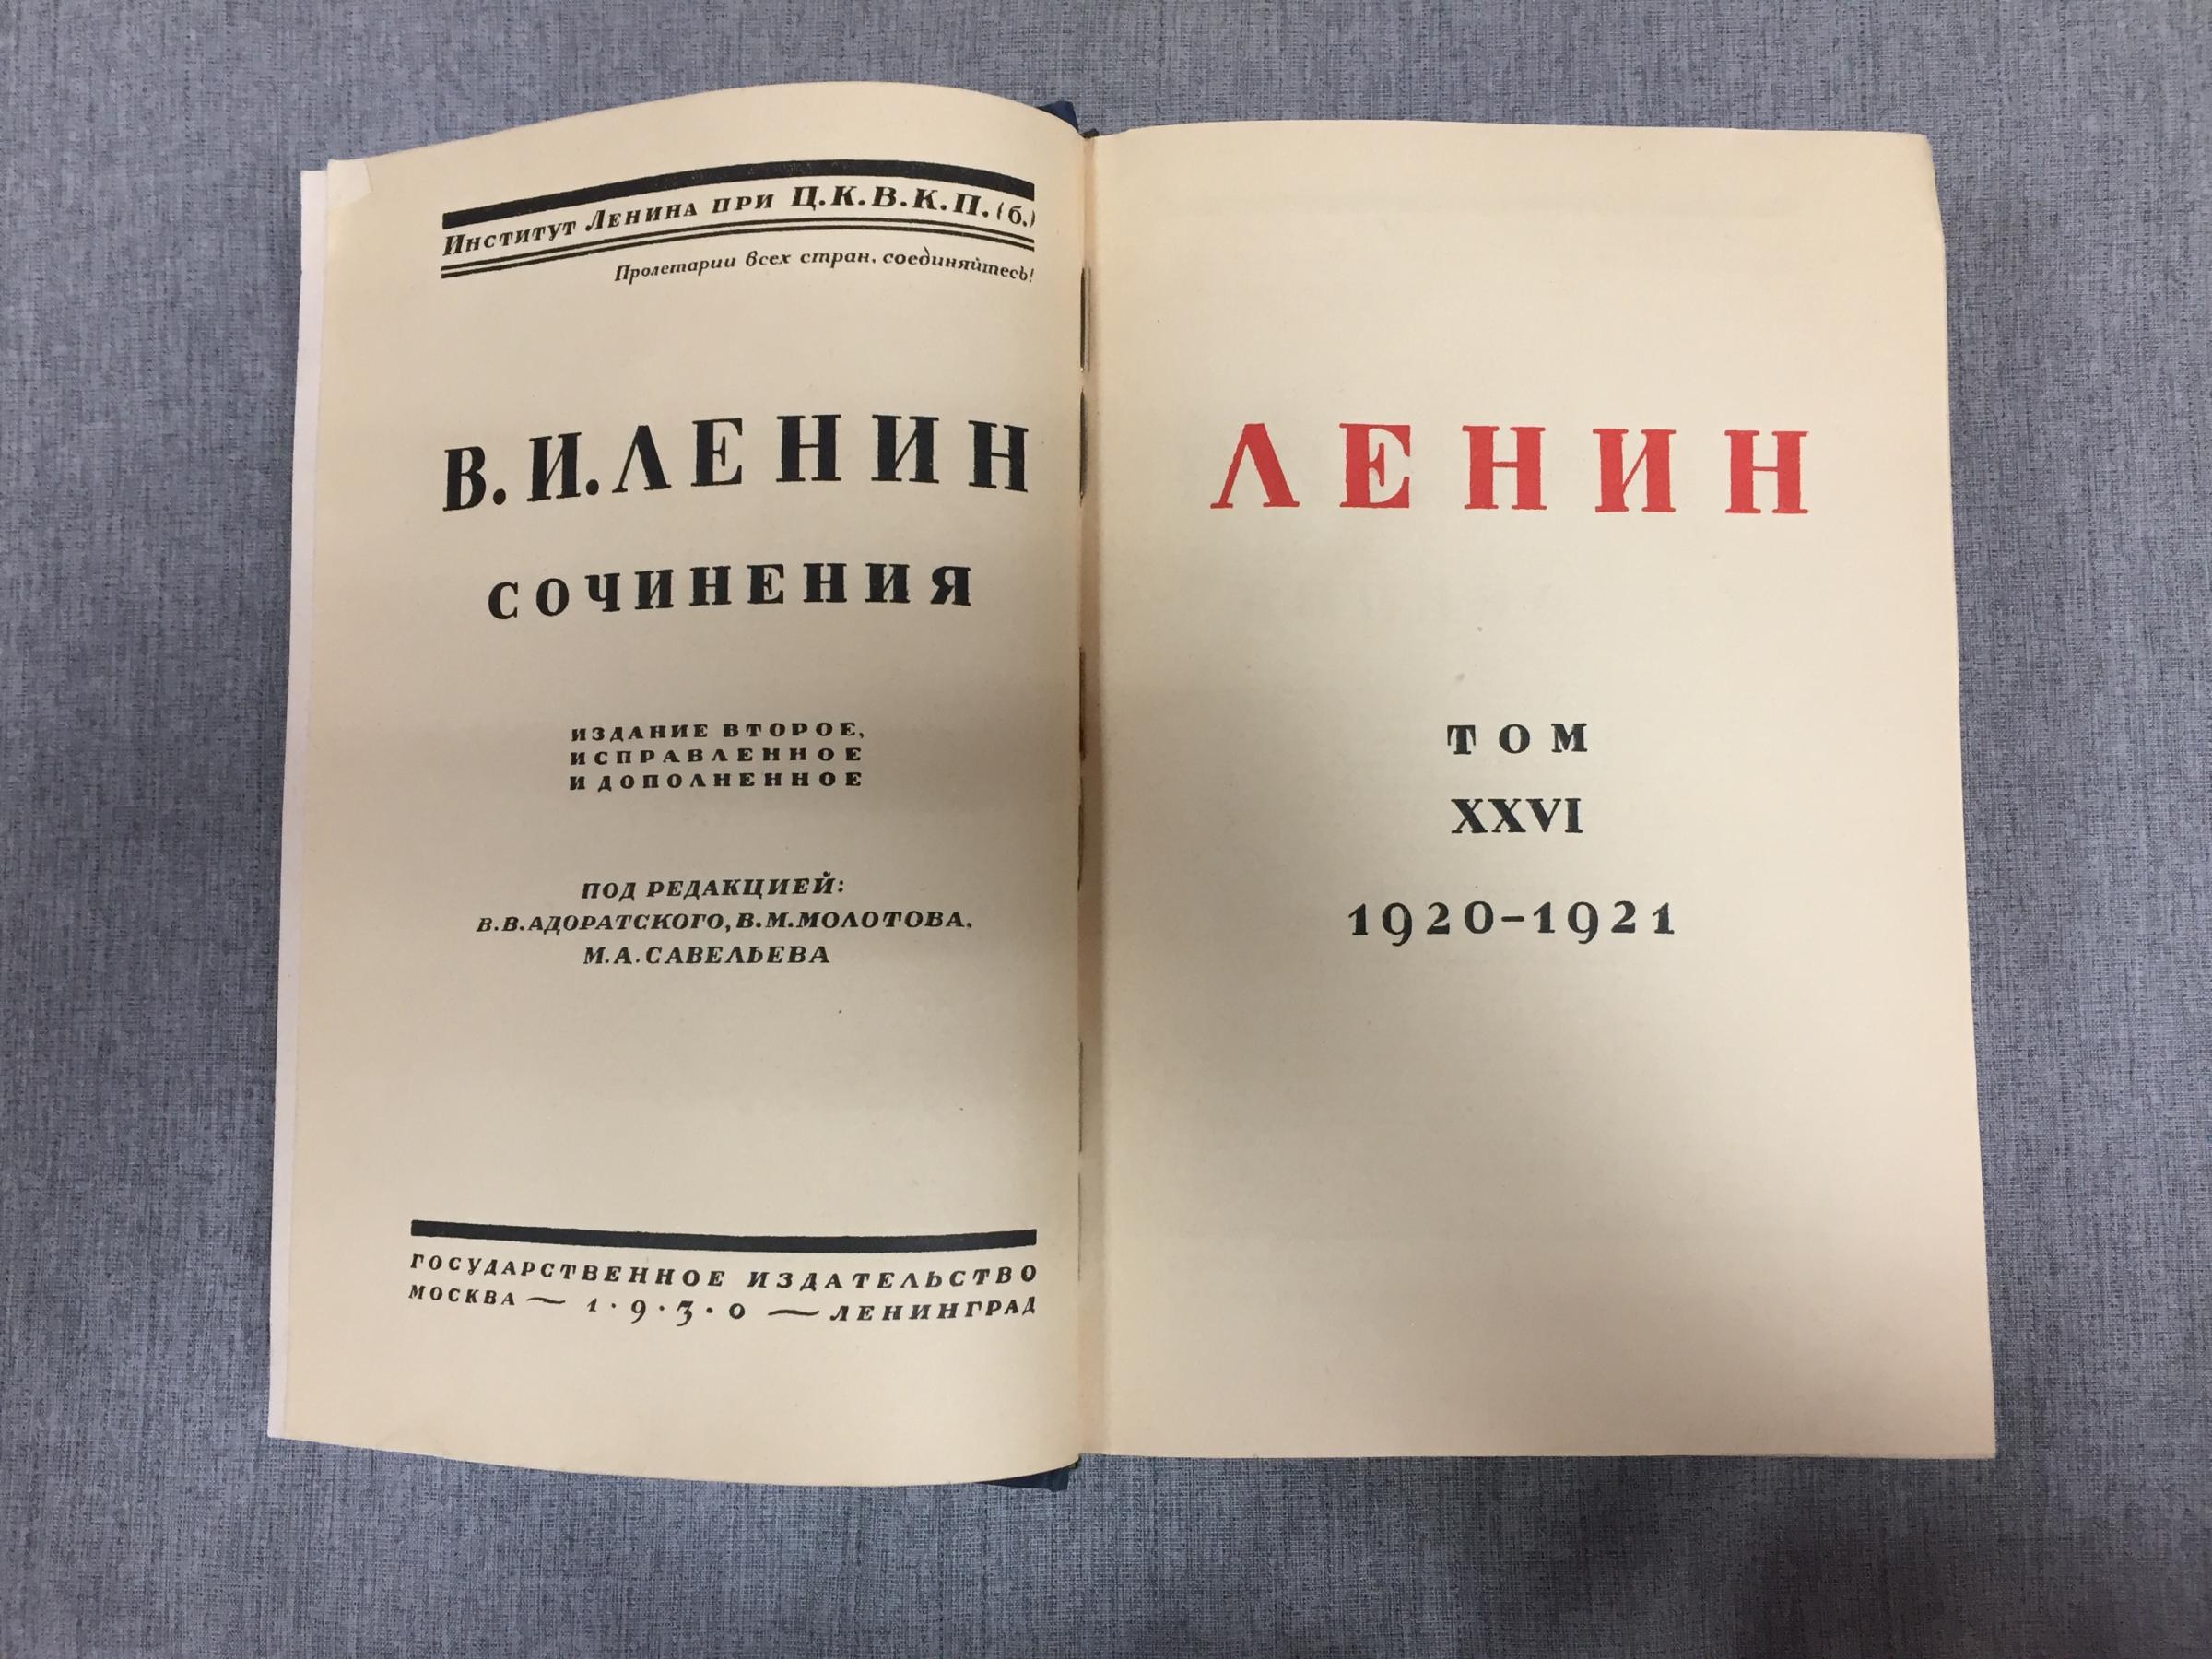 Институт Ленина при Ц.К.В.К.П.(б.)
Пролетарии всех стран, соединяйтесь!
В. И. ЛЕНИН
СОЧИНЕНИЯ
ИЗДАНИЕ ВТОРОЕ,
ИСПРАВЛЕННОЕ
И ДОПОЛНЕННОЕ
ПОД РЕДАКЦИЕЙ:
В.В.АДОРАТСКОГО, В.М.МОЛОТОВА,
М.А.САВЕЛЬЕВА
ГОСУДАРСТВЕННОЕ ИЗДАТЕЛЬСТВО
МОСКВА — 1·9·3·0 — ЛЕНИНГРАД
ЛЕНИН
ТОМ
XXVI
1920-1921